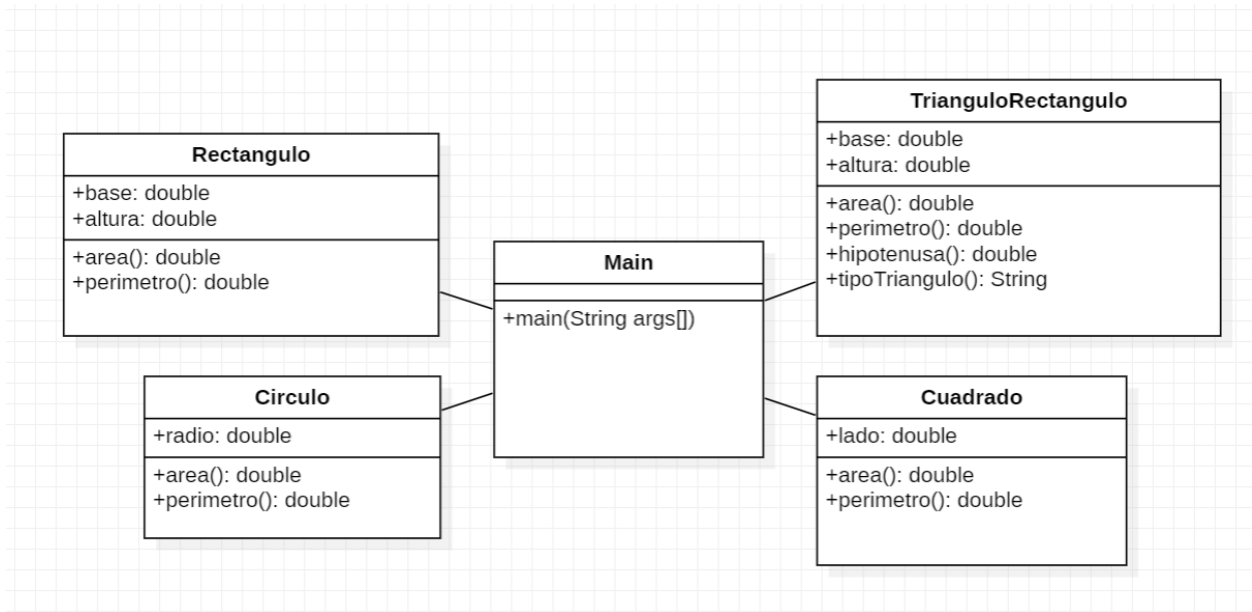 Rectangulo
+base: double
+altura: double
+area(): double
+perimetro(): double
Circulo
+radio: double
+area(): double
+perimetro(): double
Main
+main(String args[])
TrianguloRectangulo
+base: double
+altura: double
+area(): double
+perimetro(): double
+hipotenusa(): double
+tipoTriangulo(): String
Cuadrado
+lado: double
+area(): double
+perimetro(): double